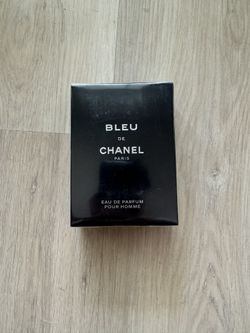 BLEU
DE
CHANEL
PARIS
EAU DE PARFUM
POUR HOMME